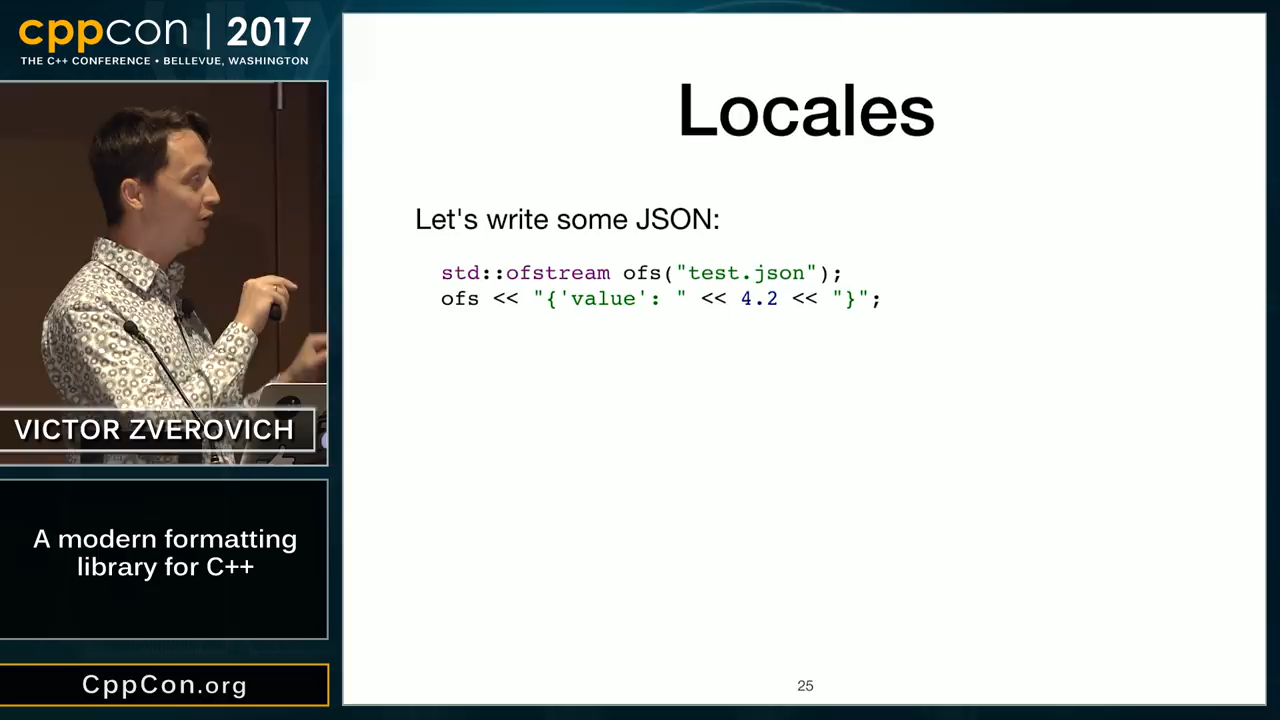 cppcon | 2017
THE C++ CONFERENCE • BELLEVUE, WASHINGTON
VICTOR ZVEROVICH
A modern formatting
library for C++
CppCon.org
Locales
Let's write some JSON:
std::ofstream ofs("test.json");
ofs << "{'value': " << 4.2 << "}";
25